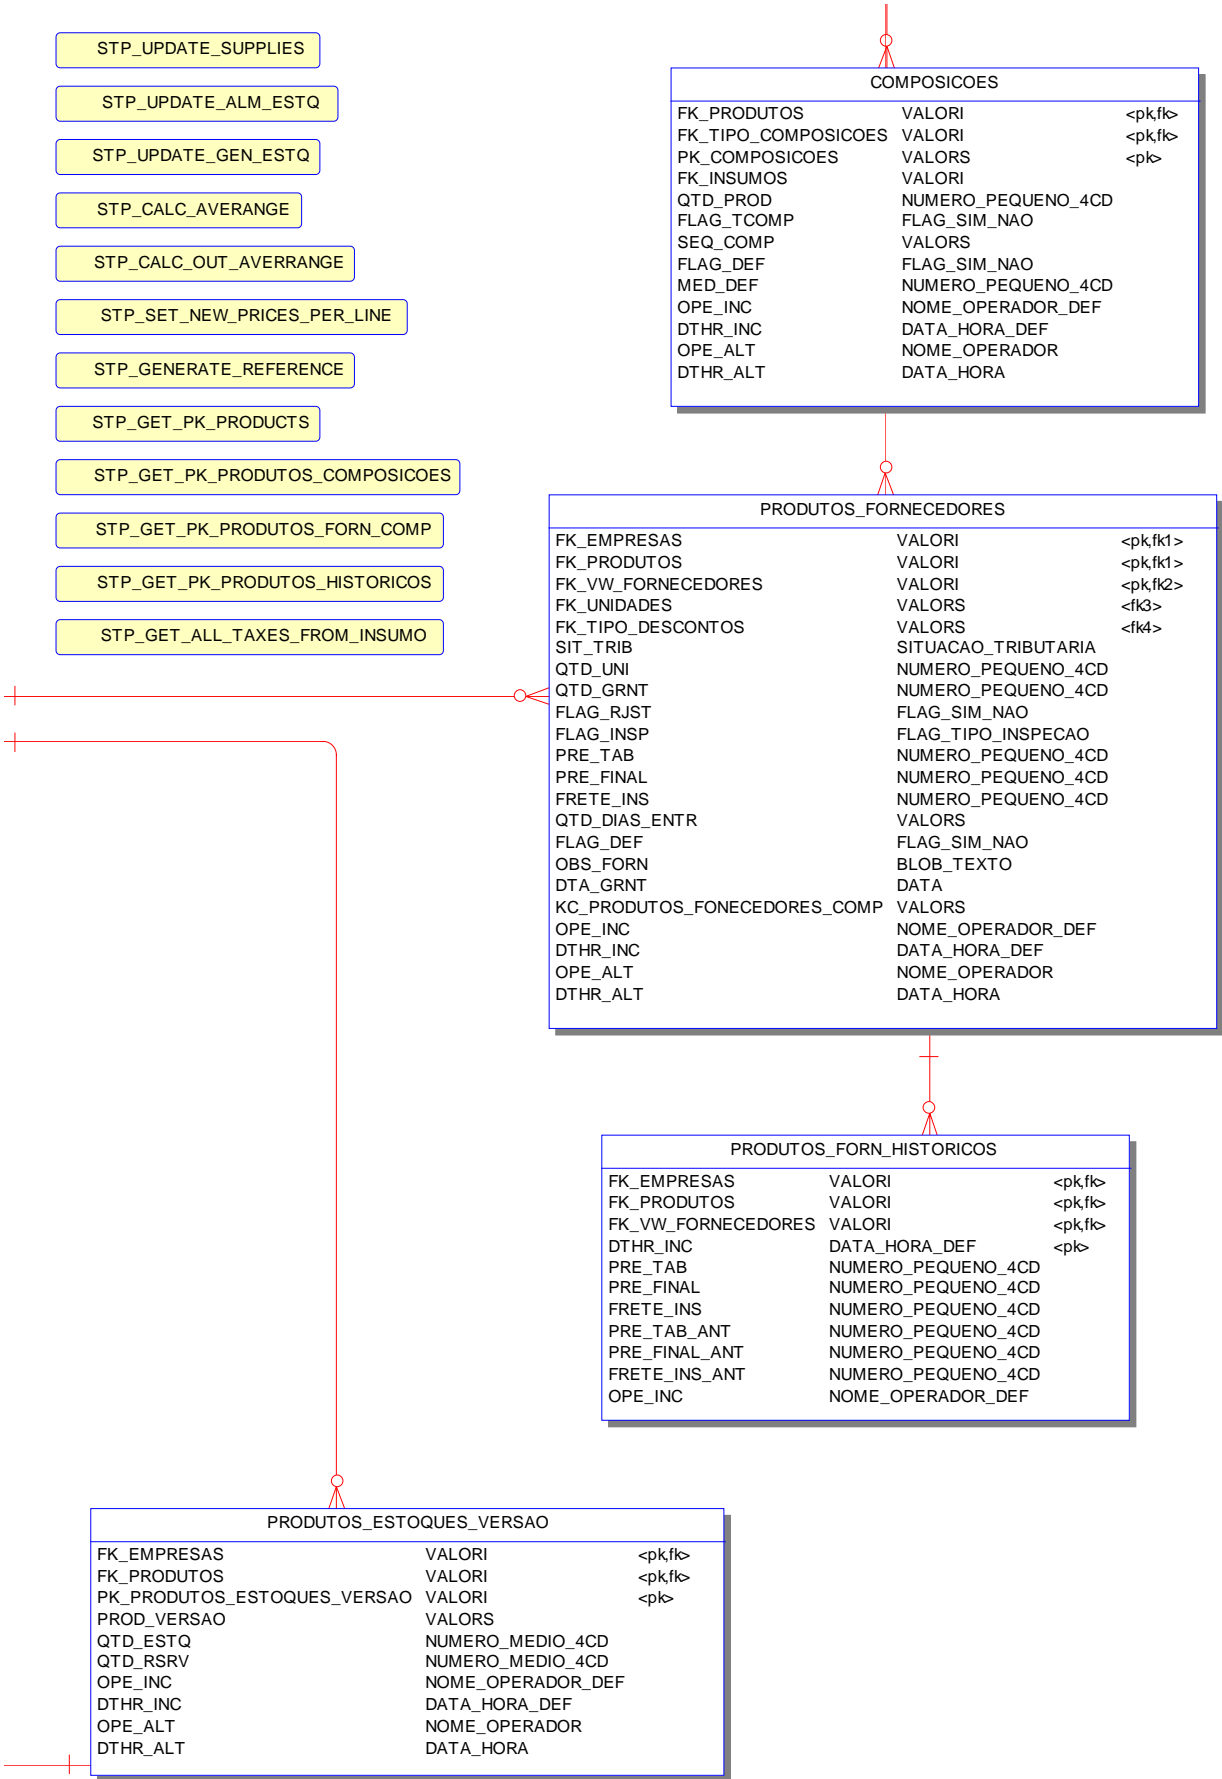 STP_UPDATE_SUPPLIES
STP_UPDATE_ALM_ESTQ
STP_UPDATE_GEN_ESTQ
STP_CALC_AVERANGE
STP_CALC_OUT_AVERRANGE
STP_SET_NEW_PRICES_PER_LINE
STP_GENERATE_REFERENCE
STP_GET_PK_PRODUCTS
STP_GET_PK_PRODUTOS_COMPOSICOES
STP_GET_PK_PRODUTOS_FORN_COMP
STP_GET_PK_PRODUTOS_HISTORICOS
STP_GET_ALL_TAXES_FROM_INSUMO
COMPOSICOES
FK_PRODUTOS VALORI <pk,fk>
FK_TIPO_COMPOSICOES VALORI <pk,fk>
PK_COMPOSICOES VALORS <pk>
FK_INSUMOS VALORI
QTD_PROD NUMERO_PEQUENO_4CD
FLAG_TCOMP FLAG_SIM_NAO
SEQ_COMP VALORS
FLAG_DEF FLAG_SIM_NAO
MED_DEF NUMERO_PEQUENO_4CD
OPE_INC NOME_OPERADOR_DEF
DTHR_INC DATA_HORA_DEF
OPE_ALT NOME_OPERADOR
DTHR_ALT DATA_HORA
PRODUTOS_FORNECEDORES
FK_EMPRESAS VALORI <pk,fk1>
FK_PRODUTOS VALORI <pk,fk1>
FK_VW_FORNECEDORES VALORI <pk,fk2>
FK_UNIDADES VALORS <fk3>
FK_TIPO_DESCONTOS VALORS <fk4>
SIT_TRIB SITUACAO_TRIBUTARIA
QTD_UNI NUMERO_PEQUENO_4CD
QTD_GRNT NUMERO_PEQUENO_4CD
FLAG_RJST FLAG_SIM_NAO
FLAG_INSP FLAG_TIPO_INSPECAO
PRE_TAB NUMERO_PEQUENO_4CD
PRE_FINAL NUMERO_PEQUENO_4CD
FRETE_INS NUMERO_PEQUENO_4CD
QTD_DIAS_ENTR VALORS
FLAG_DEF FLAG_SIM_NAO
OBS_FORN BLOB_TEXTO
DTA_GRNT DATA
KC_PRODUTOS_FONECEDORES_COMP VALORS
OPE_INC NOME_OPERADOR_DEF
DTHR_INC DATA_HORA_DEF
OPE_ALT NOME_OPERADOR
DTHR_ALT DATA_HORA
PRODUTOS_FORN_HISTORICOS
FK_EMPRESAS VALORI <pk,fk>
FK_PRODUTOS VALORI <pk,fk>
FK_VW_FORNECEDORES VALORI <pk,fk>
DTHR_INC DATA_HORA_DEF <pk>
PRE_TAB NUMERO_PEQUENO_4CD
PRE_FINAL NUMERO_PEQUENO_4CD
FRETE_INS NUMERO_PEQUENO_4CD
PRE_TAB_ANT NUMERO_PEQUENO_4CD
PRE_FINAL_ANT NUMERO_PEQUENO_4CD
FRETE_INS_ANT NUMERO_PEQUENO_4CD
OPE_INC NOME_OPERADOR_DEF
PRODUTOS_ESTOQUES_VERSAO
FK_EMPRESAS VALORI <pk,fk>
FK_PRODUTOS VALORI <pk,fk>
PK_PRODUTOS_ESTOQUES_VERSAO VALORI <pk>
PROD_VERSAO VALORS
QTD_ESTQ NUMERO_MEDIO_4CD
QTD_RSRV NUMERO_MEDIO_4CD
OPE_INC NOME_OPERADOR_DEF
DTHR_INC DATA_HORA_DEF
OPE_ALT NOME_OPERADOR
DTHR_ALT DATA_HORA